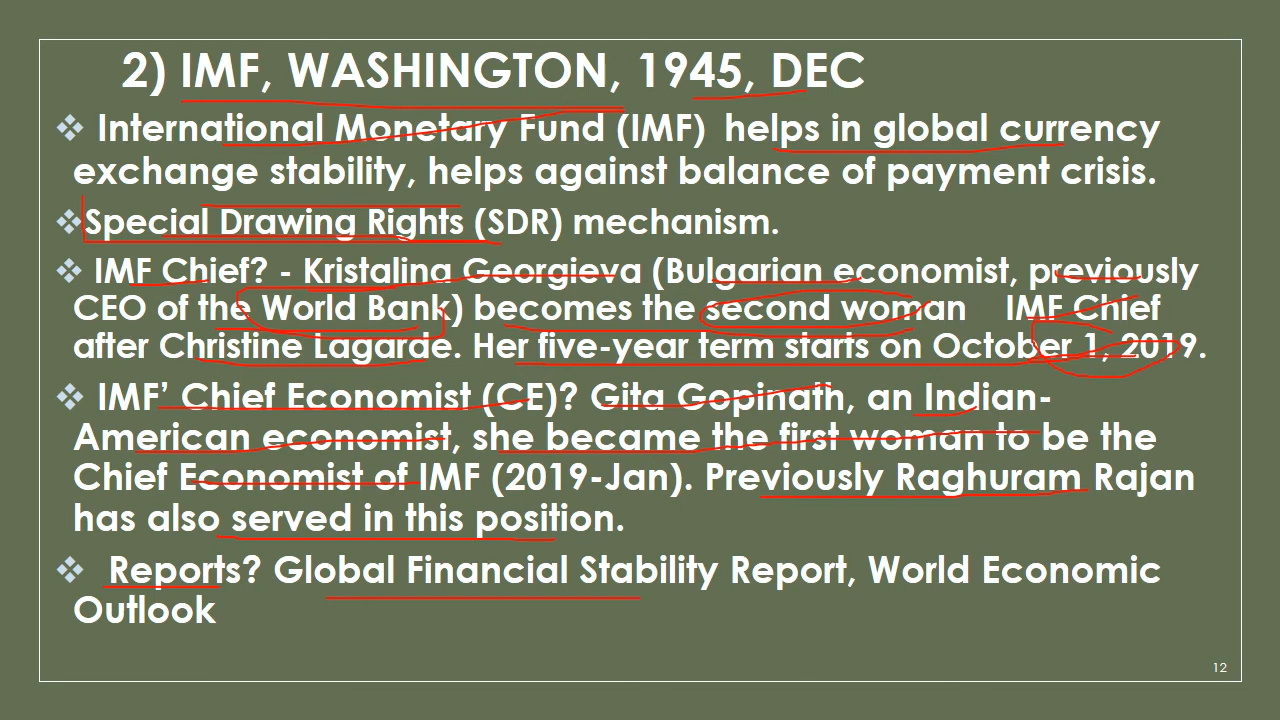 2) IMF, WASHINGTON, 1945, DEC
❖ International Monetary Fund (IMF) helps in global currency
exchange stability, helps against balance of payment crisis.
❖Special Drawing Rights (SDR) mechanism.
❖ IMF Chief? - Kristalina Georgieva (Bulgarian economist, previously
CEO of the World Bank) becomes the second woman IMF Chief
after Christine Lagarde. Her five-year term starts on October 1, 2019.
❖ IMF’ Chief Economist (CE)? Gita Gopinath, an Indian-
American economist, she became the first woman to be the
Chief Economist of IMF (2019-Jan). Previously Raghuram Rajan
has also served in this position.
❖ Reports? Global Financial Stability Report, World Economic
Outlook
12